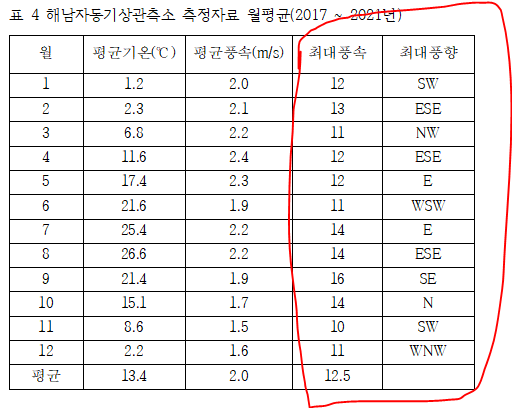 표 4 해남자동기상관측소 측정자료 월평균(2017 ~ 2021년)
월 평균기온(℃) 평균풍속(m/s) 최대풍속 최대풍향
1 1.2 2.0 12 SW
2 2.3 2.1 13 ESE
3 6.8 2.2 11 NW
4 11.6 2.4 12 ESE
5 17.4 2.3 12 E
6 21.6 1.9 11 WSW
7 25.4 2.2 14 E
8 26.6 2.2 14 ESE
9 21.4 1.9 16 SE
10 15.1 1.7 14 N
11 8.6 1.5 10 SW
12 2.2 1.6 11 WNW
평균 13.4 2.0 12.5